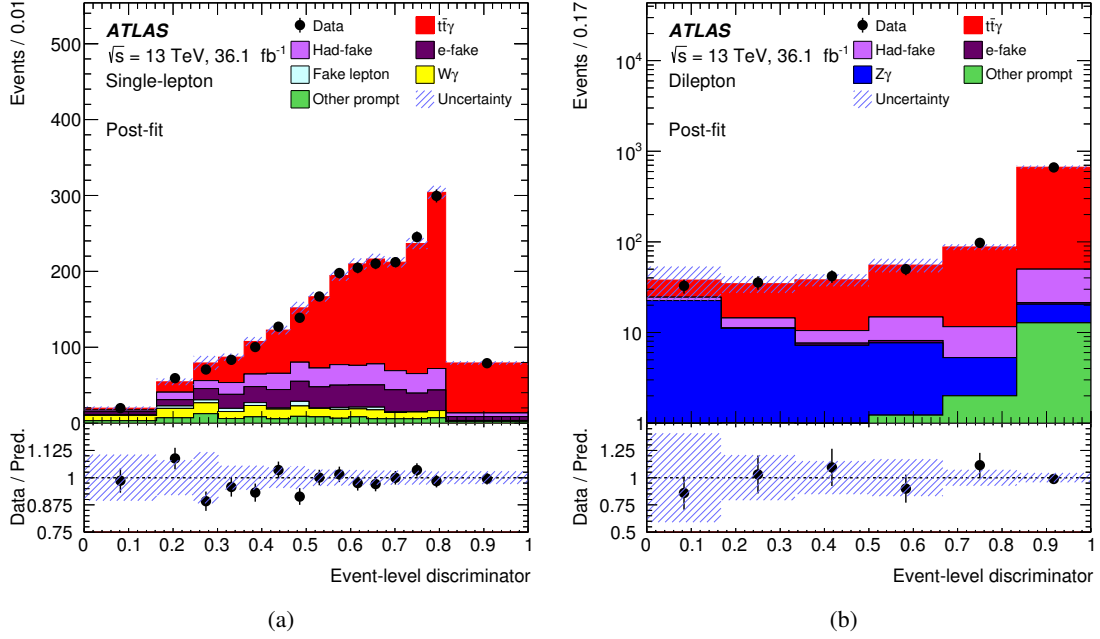 Events / 0.01
ATLAS
√s = 13 TeV, 36.1 fb⁻¹
Single-lepton
Post-fit
Data
tt̄γ
Had-fake
e-fake
Fake lepton
Wγ
Other prompt
Uncertainty
500
400
300
200
100
0
Data / Pred.
1.125
1
0.875
0.75
0 0.1 0.2 0.3 0.4 0.5 0.6 0.7 0.8 0.9 1
Event-level discriminator
(a)
Events / 0.17
ATLAS
√s = 13 TeV, 36.1 fb⁻¹
Dilepton
Post-fit
Data
tt̄γ
Had-fake
e-fake
Zγ
Other prompt
Uncertainty
10⁴
10³
10²
10
1
Data / Pred.
1.25
1
0.75
0.5
0 0.1 0.2 0.3 0.4 0.5 0.6 0.7 0.8 0.9 1
Event-level discriminator
(b)